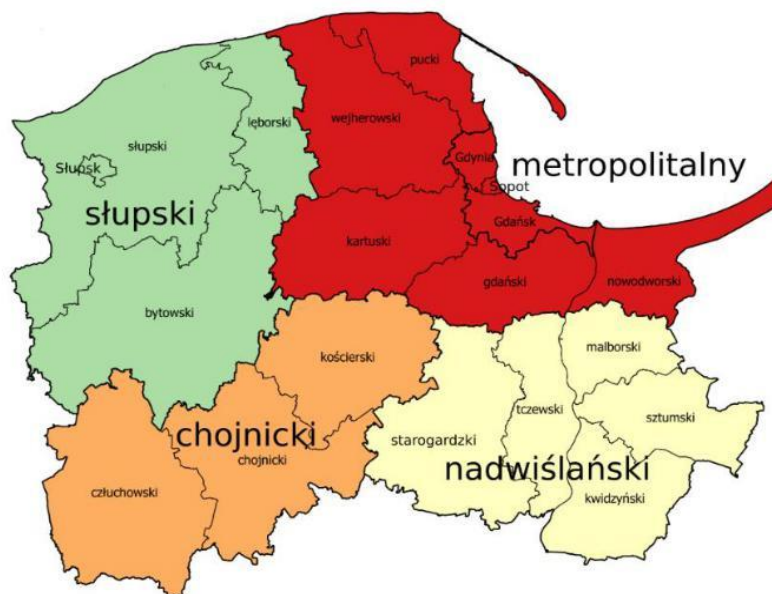 pucki
wejherowski
lęborski
słupski
Gdynia
metropolitalny
Słupsk
Sopot
słupski
Gdańsk
kartuski
gdański
nowodworski
bytowski
malborski
kościerski
tczewski
sztumski
chojnicki
starogardzki
chojnicki
nadwiślański
człuchowski
kwidzyński